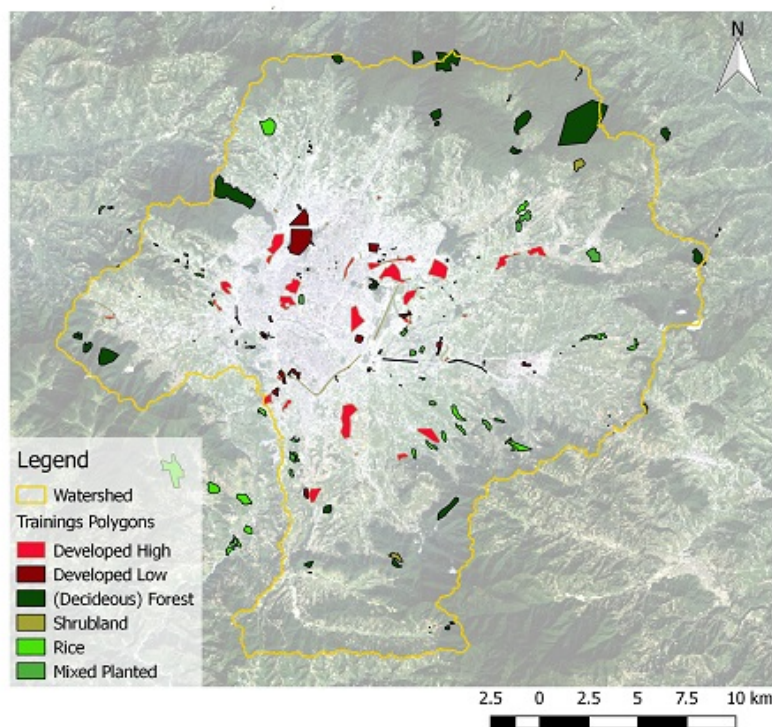 N
Legend
Watershed
Trainings Polygons
Developed High
Developed Low
(Decideous) Forest
Shrubland
Rice
Mixed Planted
2.5 0 2.5 5 7.5 10 km